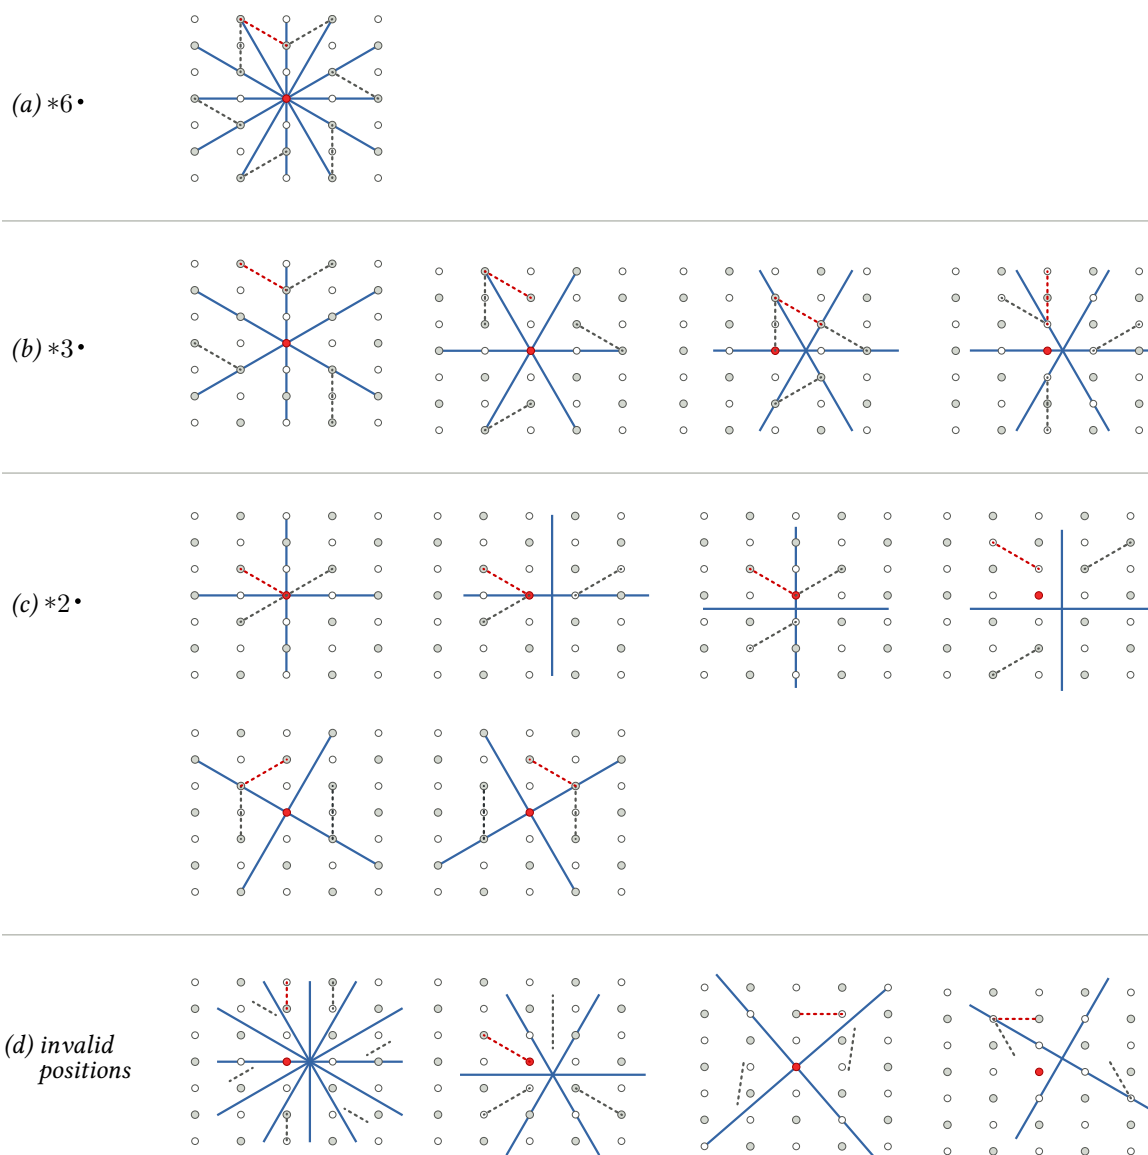 (a) *6•
(b) *3•
(c) *2•
(d) invalid
positions